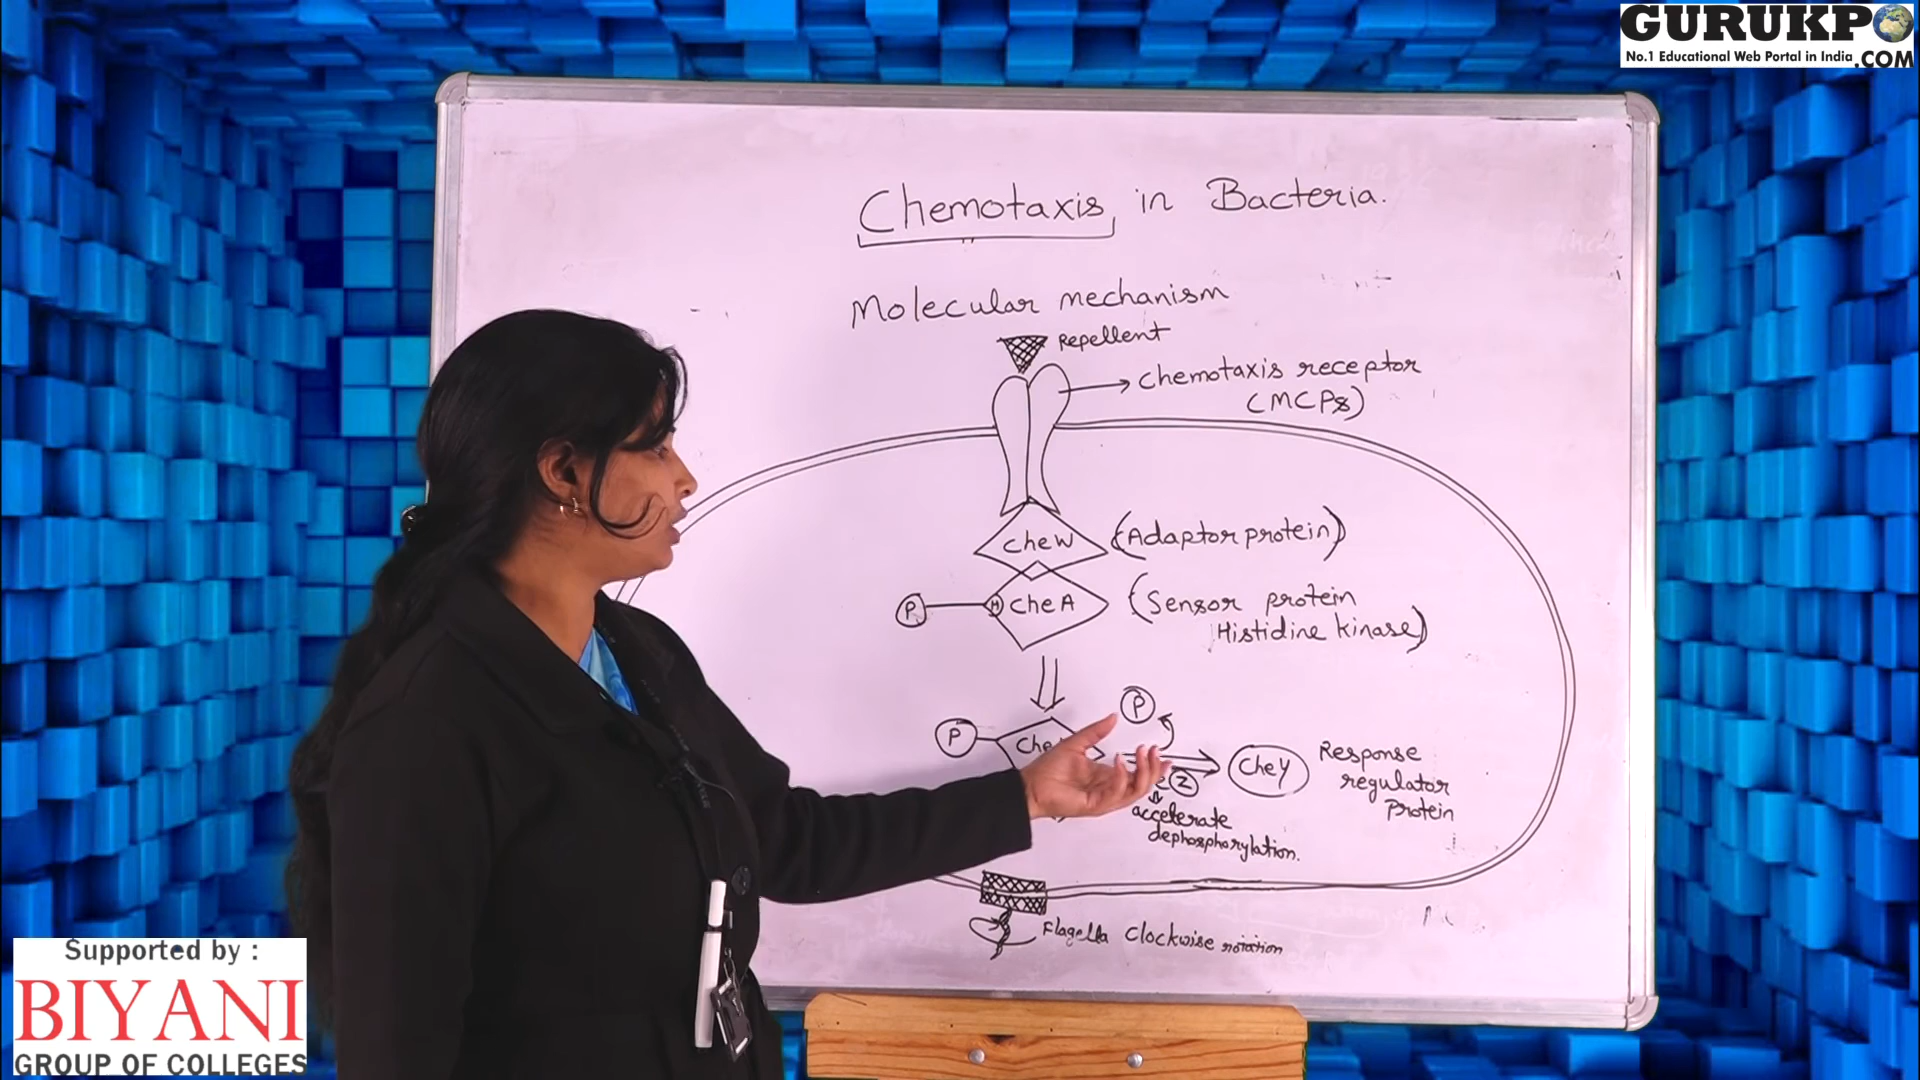 GURUKPO
No.1 Educational Web Portal in India .COM
Chemotaxis in Bacteria.
Molecular mechanism
Repellent
Chemotaxis receptor
(MCPs)
CheW (Adaptor protein)
P H CheA (Sensor protein
Histidine kinase)
P
P Che
CheY Response
regulator
Protein
Z
accelerate
dephosphorylation.
Flagella Clockwise rotation
Supported by :
BIYANI
GROUP OF COLLEGES